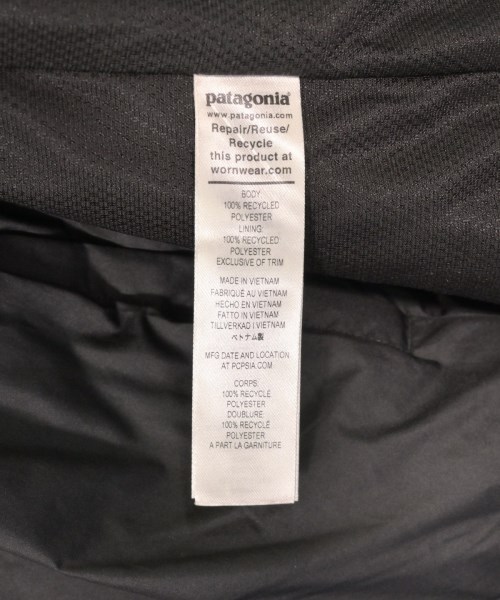 patagonia®
www.patagonia.com
Repair/Reuse/
Recycle
this product at
wornwear.com
BODY:
100% RECYCLED
POLYESTER
LINING:
100% RECYCLED
POLYESTER
EXCLUSIVE OF TRIM
MADE IN VIETNAM
FABRIQUÉ AU VIETNAM
HECHO EN VIETNAM
FATTO IN VIETNAM
TILLVERKAD I VIETNAM
ベトナム製
MFG DATE AND LOCATION
AT PCPSIA.COM
CORPS:
100% RECYCLÉ
POLYESTER
DOUBLURE:
100% RECYCLÉ
POLYESTER
À PART LA GARNITURE